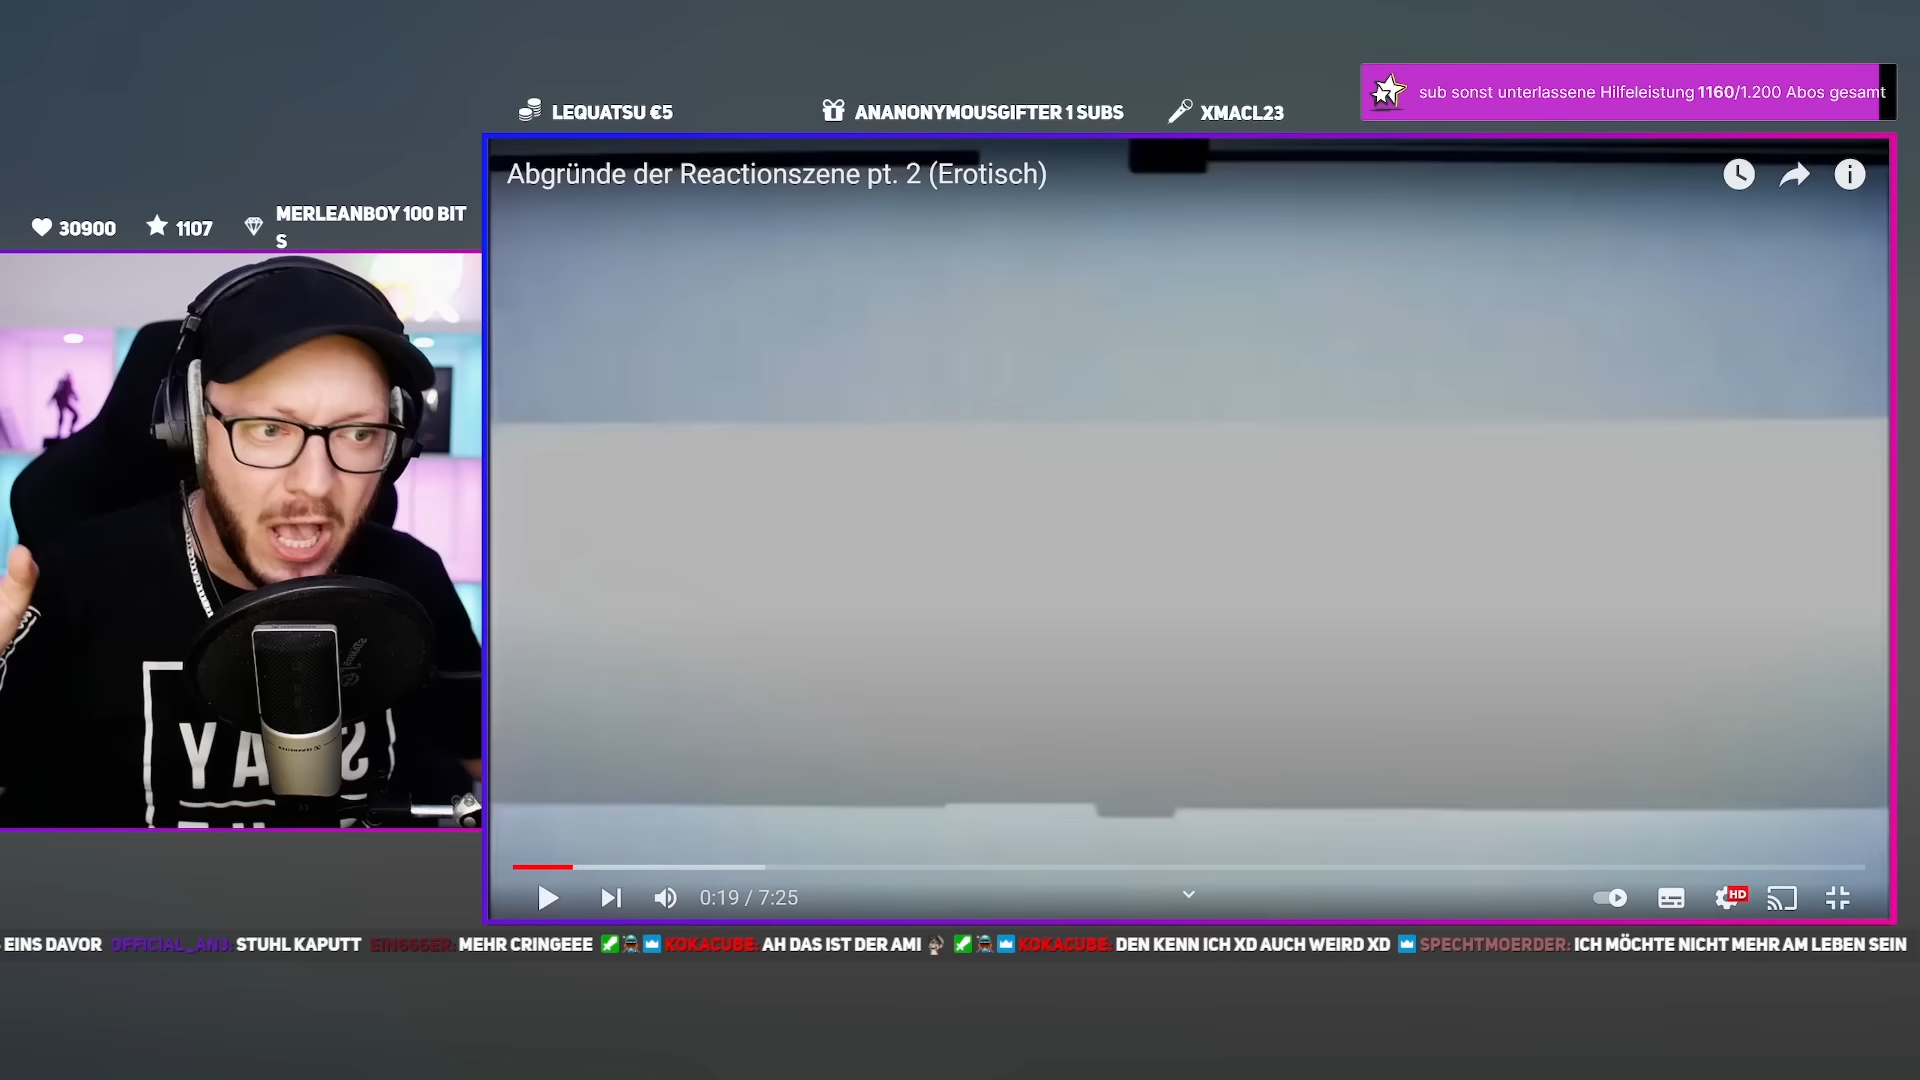 LEQUATSU €5
ANANONYMOUSGIFTER 1 SUBS
XMACL23
sub sonst unterlassene Hilfeleistung 1160/1.200 Abos gesamt
Abgründe der Reactionszene pt. 2 (Erotisch)
30900
1107
MERLEANBOY 100 BIT
S
0:19 / 7:25
HD
EINS DAVOR OFFICIAL_AN3: STUHL KAPUTT EIN666ER: MEHR CRINGEEE KOKACUBE: AH DAS IST DER AMI KOKACUBE: DEN KENN ICH XD AUCH WEIRD XD SPECHTMOERDER: ICH MÖCHTE NICHT MEHR AM LEBEN SEIN